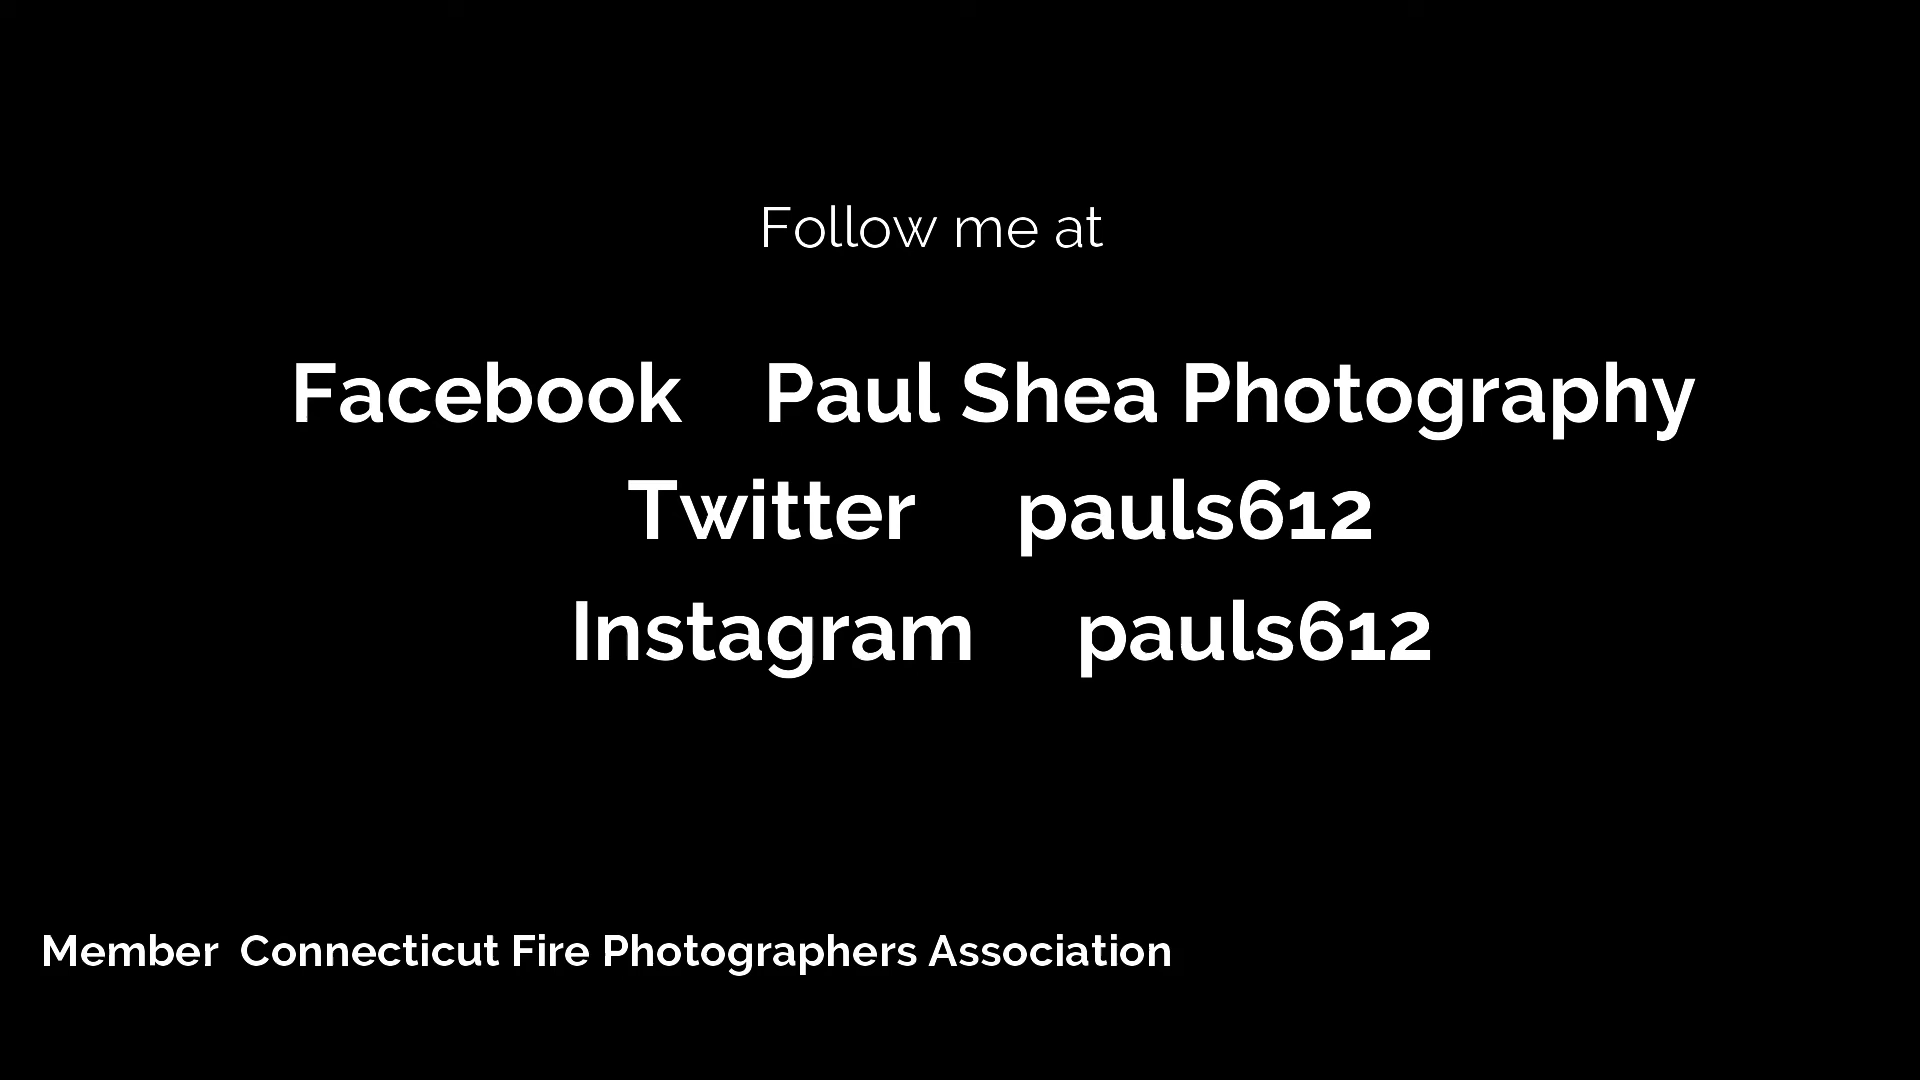 Follow me at
Facebook Paul Shea Photography
Twitter pauls612
Instagram pauls612
Member Connecticut Fire Photographers Association